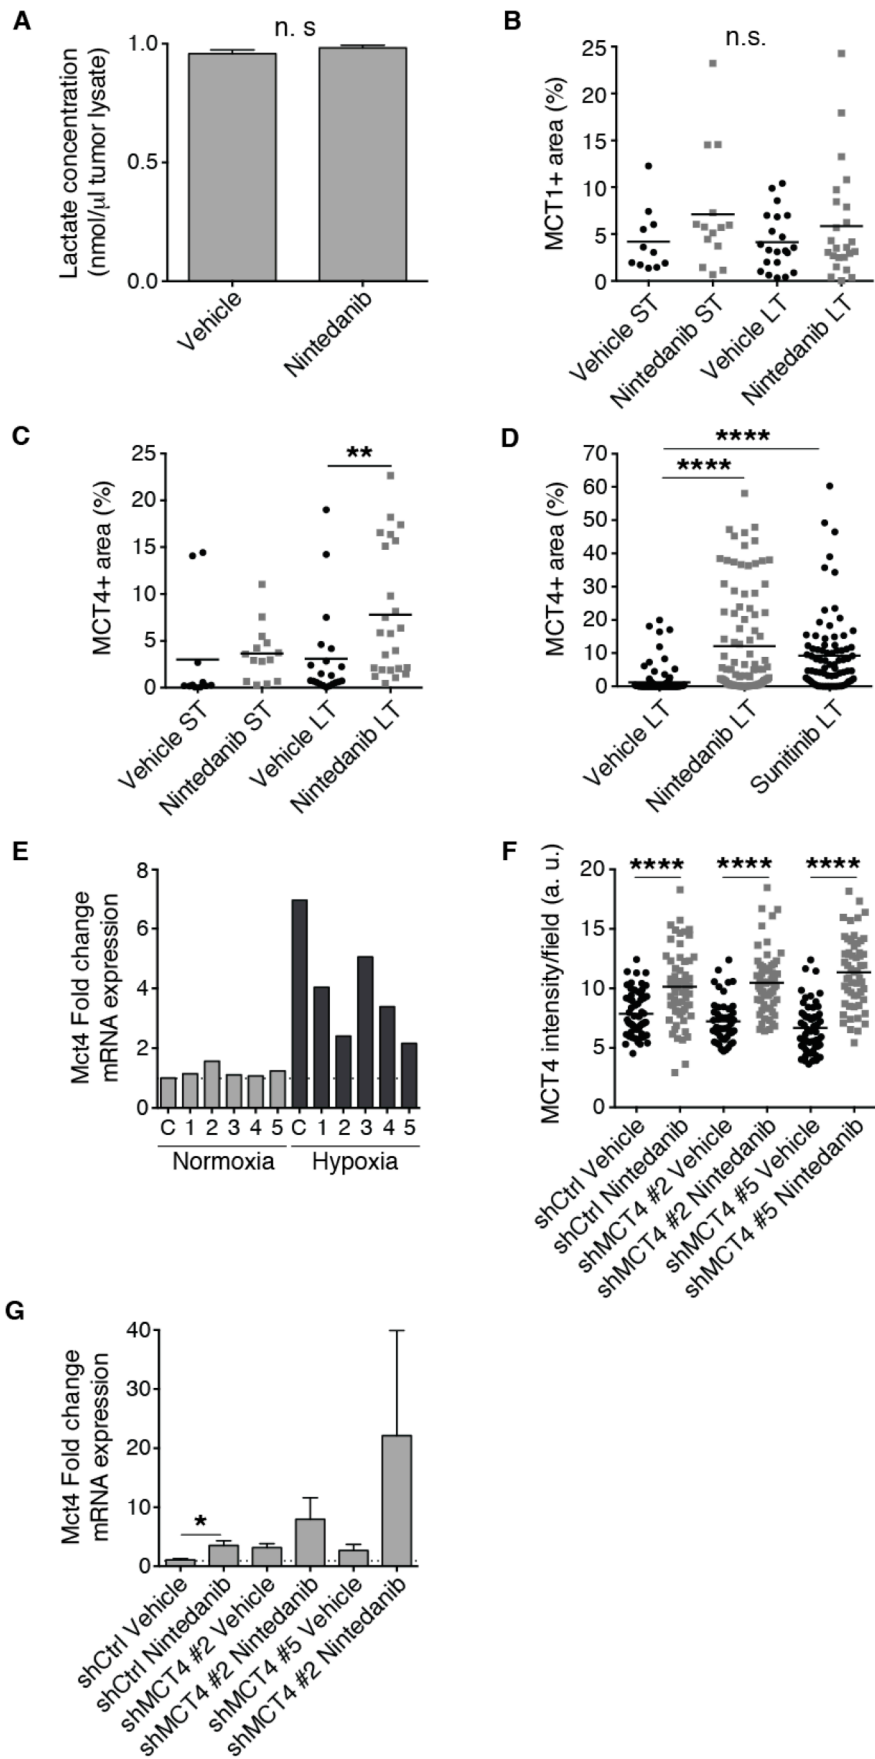 A
n. s
Lactate concentration
(nmol/µl tumor lysate)
1.0
0.5
0.0
Vehicle
Nintedanib
B
n.s.
MCT1+ area (%)
25
20
15
10
5
0
Vehicle ST
Nintedanib ST
Vehicle LT
Nintedanib LT
C
**
MCT4+ area (%)
25
20
15
10
5
0
Vehicle ST
Nintedanib ST
Vehicle LT
Nintedanib LT
D
****
****
MCT4+ area (%)
70
60
50
40
30
20
10
0
Vehicle LT
Nintedanib LT
Sunitinib LT
E
Mct4 Fold change
mRNA expression
8
6
4
2
0
C 1 2 3 4 5 C 1 2 3 4 5
Normoxia Hypoxia
F
**** **** ****
MCT4 intensity/field (a. u.)
20
15
10
5
0
shCtrl Vehicle
shCtrl Nintedanib
shMCT4 #2 Vehicle
shMCT4 #2 Nintedanib
shMCT4 #5 Vehicle
shMCT4 #5 Nintedanib
G
Mct4 Fold change
mRNA expression
40
30
20
10
0
*
shCtrl Vehicle
shCtrl Nintedanib
shMCT4 #2 Vehicle
shMCT4 #2 Nintedanib
shMCT4 #5 Vehicle
shMCT4 #2 Nintedanib